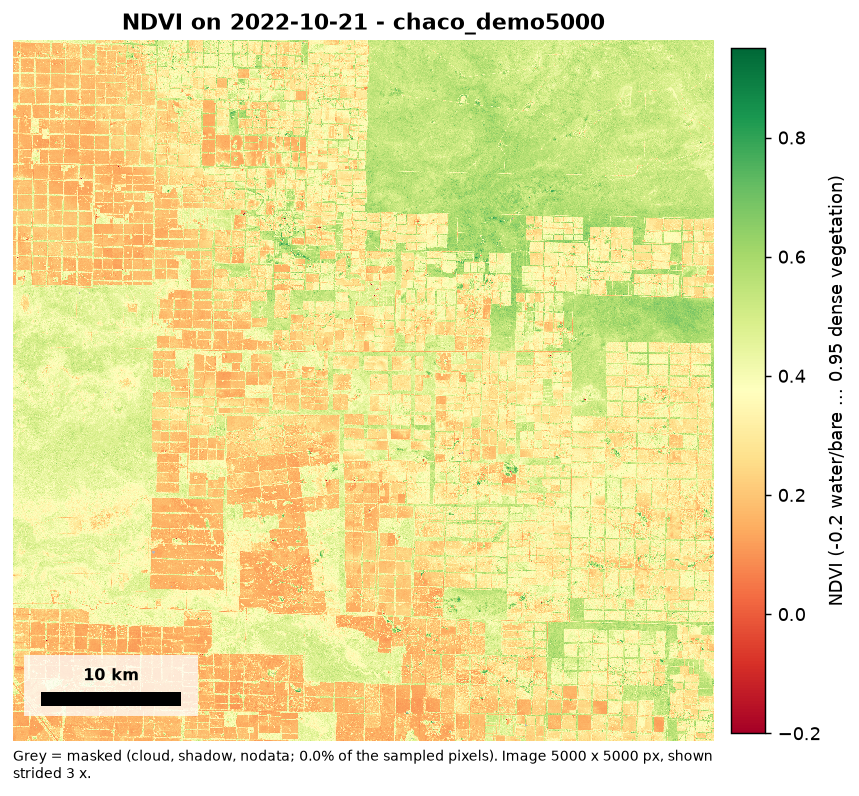 NDVI on 2022-10-21 - chaco_demo5000
0.8
0.6
0.4
0.2
0.0
−0.2
NDVI (-0.2 water/bare ... 0.95 dense vegetation)
10 km
Grey = masked (cloud, shadow, nodata; 0.0% of the sampled pixels). Image 5000 x 5000 px, shown
strided 3 x.